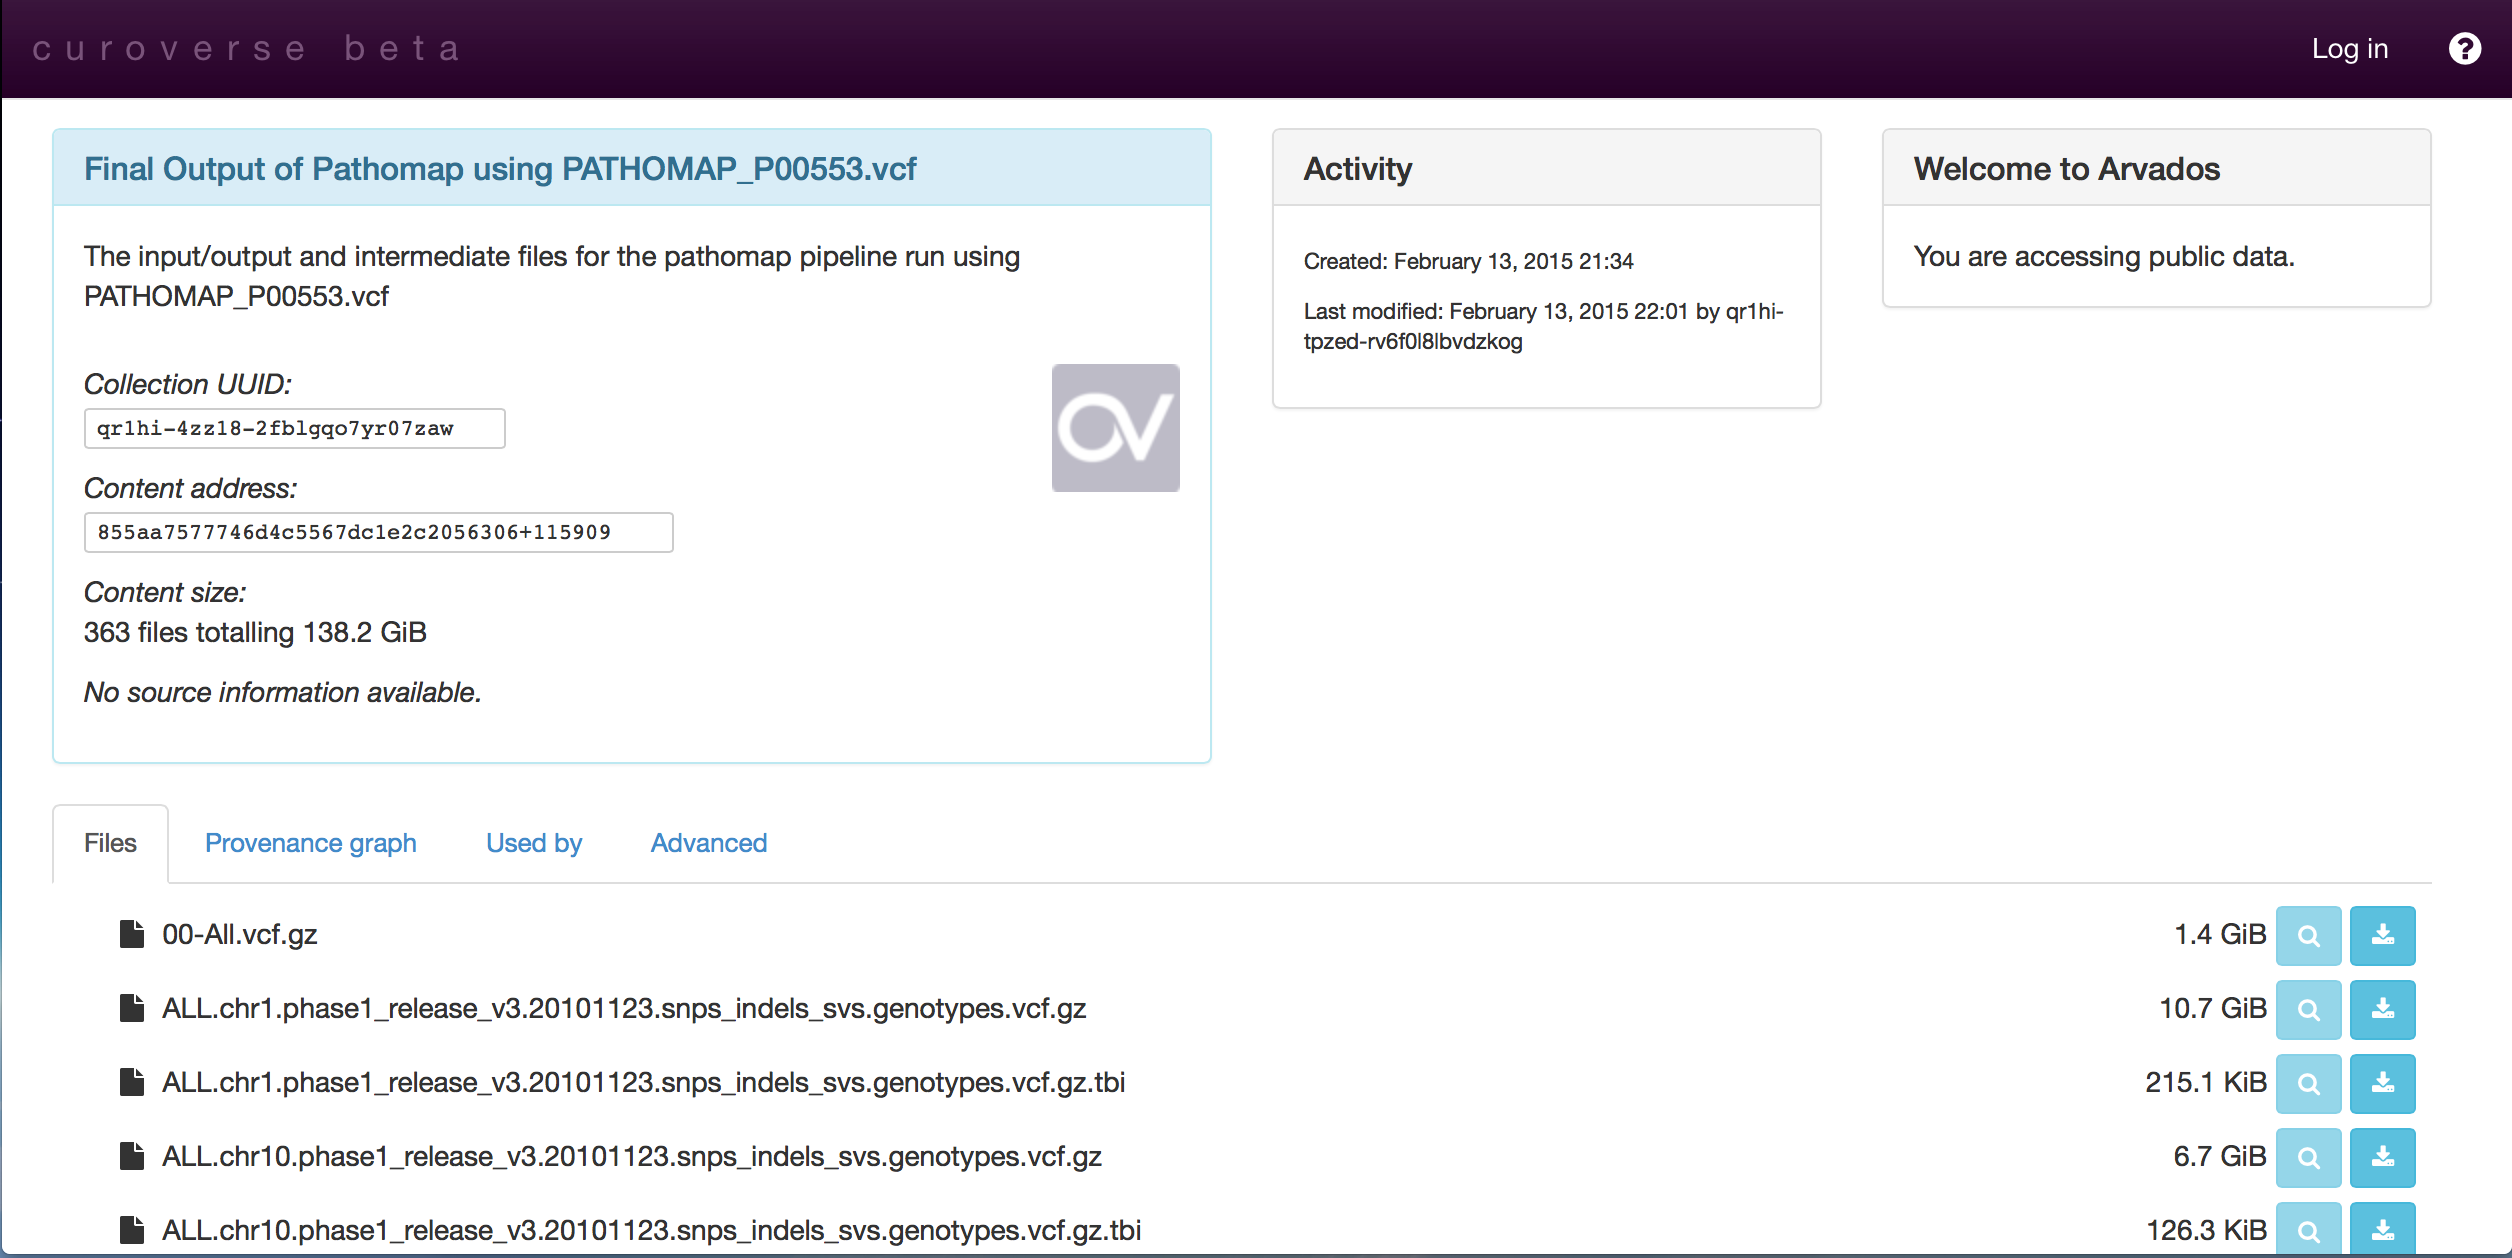 curoverse beta
Log in
Final Output of Pathomap using PATHOMAP_P00553.vcf
The input/output and intermediate files for the pathomap pipeline run using
PATHOMAP_P00553.vcf
Collection UUID:
qr1hi-4zz18-2fblgqo7yr07zaw
Content address:
855aa7577746d4c5567dc1e2c2056306+115909
Content size:
363 files totalling 138.2 GiB
No source information available.
Activity
Created: February 13, 2015 21:34
Last modified: February 13, 2015 22:01 by qr1hi-
tpzed-rv6f0l8lbvdzkog
Welcome to Arvados
You are accessing public data.
Files Provenance graph Used by Advanced
00-All.vcf.gz 1.4 GiB
ALL.chr1.phase1_release_v3.20101123.snps_indels_svs.genotypes.vcf.gz 10.7 GiB
ALL.chr1.phase1_release_v3.20101123.snps_indels_svs.genotypes.vcf.gz.tbi 215.1 KiB
ALL.chr10.phase1_release_v3.20101123.snps_indels_svs.genotypes.vcf.gz 6.7 GiB
ALL.chr10.phase1_release_v3.20101123.snps_indels_svs.genotypes.vcf.gz.tbi 126.3 KiB